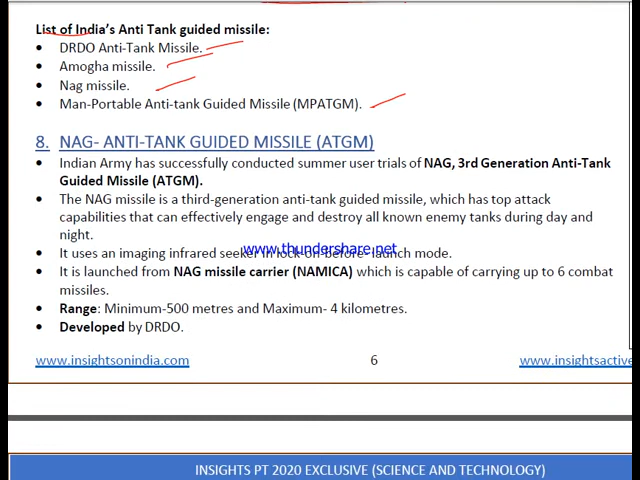 List of India's Anti Tank guided missile:
• DRDO Anti-Tank Missile.
• Amogha missile.
• Nag missile.
• Man-Portable Anti-tank Guided Missile (MPATGM).
8. NAG- ANTI-TANK GUIDED MISSILE (ATGM)
• Indian Army has successfully conducted summer user trials of NAG, 3rd Generation Anti-Tank
Guided Missile (ATGM).
• The NAG missile is a third-generation anti-tank guided missile, which has top attack
capabilities that can effectively engage and destroy all known enemy tanks during day and
night.
• It uses an imaging infrared seeker in lock-on-before- launch mode.
www.thundershare.net
• It is launched from NAG missile carrier (NAMICA) which is capable of carrying up to 6 combat
missiles.
• Range: Minimum-500 metres and Maximum- 4 kilometres.
• Developed by DRDO.
www.insightsonindia.com 6 www.insightsactive
INSIGHTS PT 2020 EXCLUSIVE (SCIENCE AND TECHNOLOGY)